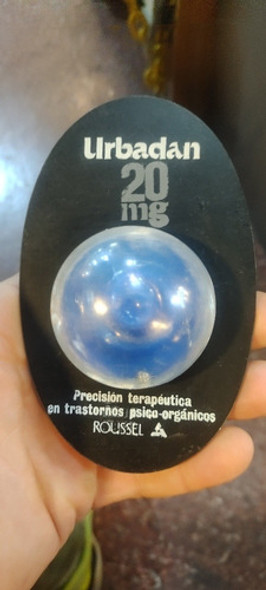 Urbadan
20
mg
Precisión terapéutica
en trastornos psico-orgánicos
ROUSSEL